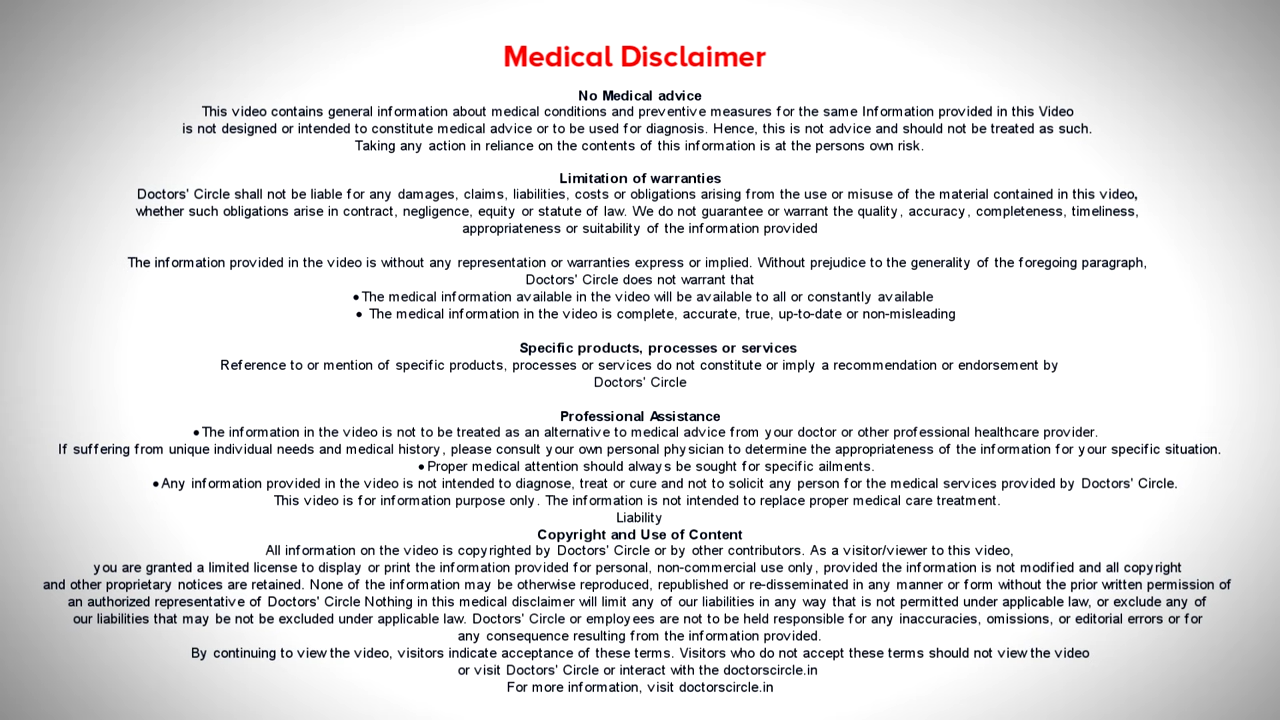 Medical Disclaimer
No Medical advice
This video contains general information about medical conditions and preventive measures for the same Information provided in this Video
is not designed or intended to constitute medical advice or to be used for diagnosis. Hence, this is not advice and should not be treated as such.
Taking any action in reliance on the contents of this information is at the persons own risk.
Limitation of warranties
Doctors' Circle shall not be liable for any damages, claims, liabilities, costs or obligations arising from the use or misuse of the material contained in this video,
whether such obligations arise in contract, negligence, equity or statute of law. We do not guarantee or warrant the quality, accuracy, completeness, timeliness,
appropriateness or suitability of the information provided
The information provided in the video is without any representation or warranties express or implied. Without prejudice to the generality of the foregoing paragraph,
Doctors' Circle does not warrant that
•The medical information available in the video will be available to all or constantly available
• The medical information in the video is complete, accurate, true, up-to-date or non-misleading
Specific products, processes or services
Reference to or mention of specific products, processes or services do not constitute or imply a recommendation or endorsement by
Doctors' Circle
Professional Assistance
•The information in the video is not to be treated as an alternative to medical advice from your doctor or other professional healthcare provider.
If suffering from unique individual needs and medical history, please consult your own personal physician to determine the appropriateness of the information for your specific situation.
•Proper medical attention should always be sought for specific ailments.
•Any information provided in the video is not intended to diagnose, treat or cure and not to solicit any person for the medical services provided by Doctors' Circle.
This video is for information purpose only. The information is not intended to replace proper medical care treatment.
Liability
Copyright and Use of Content
All information on the video is copyrighted by Doctors' Circle or by other contributors. As a visitor/viewer to this video,
you are granted a limited license to display or print the information provided for personal, non-commercial use only, provided the information is not modified and all copyright
and other proprietary notices are retained. None of the information may be otherwise reproduced, republished or re-disseminated in any manner or form without the prior written permission of
an authorized representative of Doctors' Circle Nothing in this medical disclaimer will limit any of our liabilities in any way that is not permitted under applicable law, or exclude any of
our liabilities that may be not be excluded under applicable law. Doctors' Circle or employees are not to be held responsible for any inaccuracies, omissions, or editorial errors or for
any consequence resulting from the information provided.
By continuing to view the video, visitors indicate acceptance of these terms. Visitors who do not accept these terms should not view the video
or visit Doctors' Circle or interact with the doctorscircle.in
For more information, visit doctorscircle.in